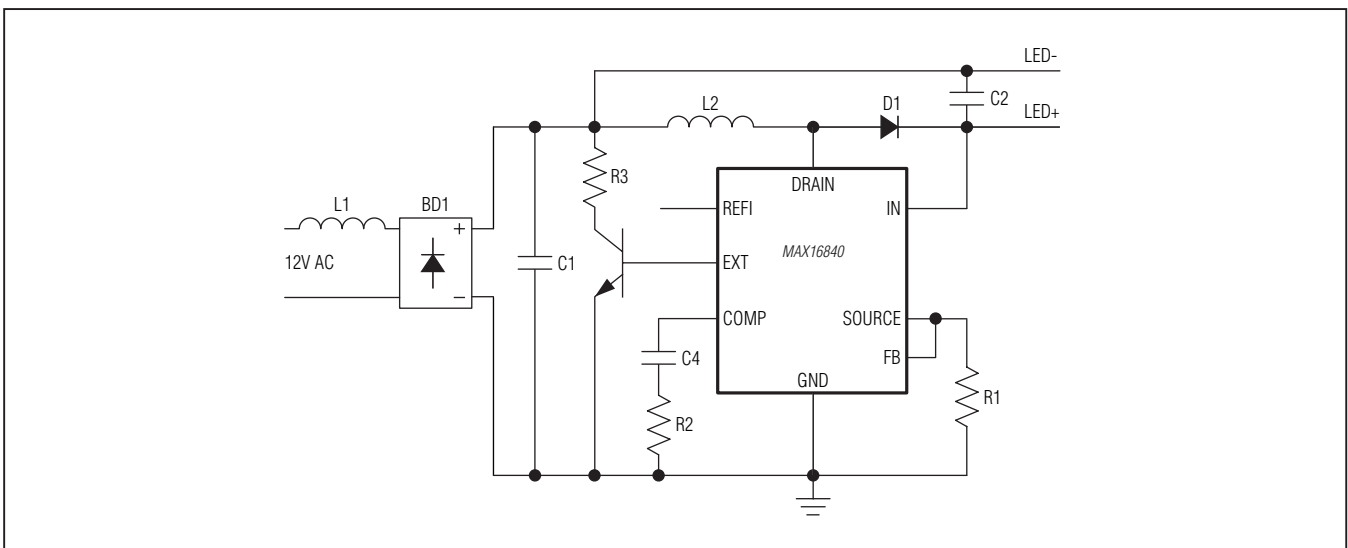 LED-
C2
L2
D1
LED+
R3
DRAIN
L1
BD1
REFI
IN
+
MAX16840
12V AC
C1
EXT
−
COMP
SOURCE
C4
FB
GND
R1
R2